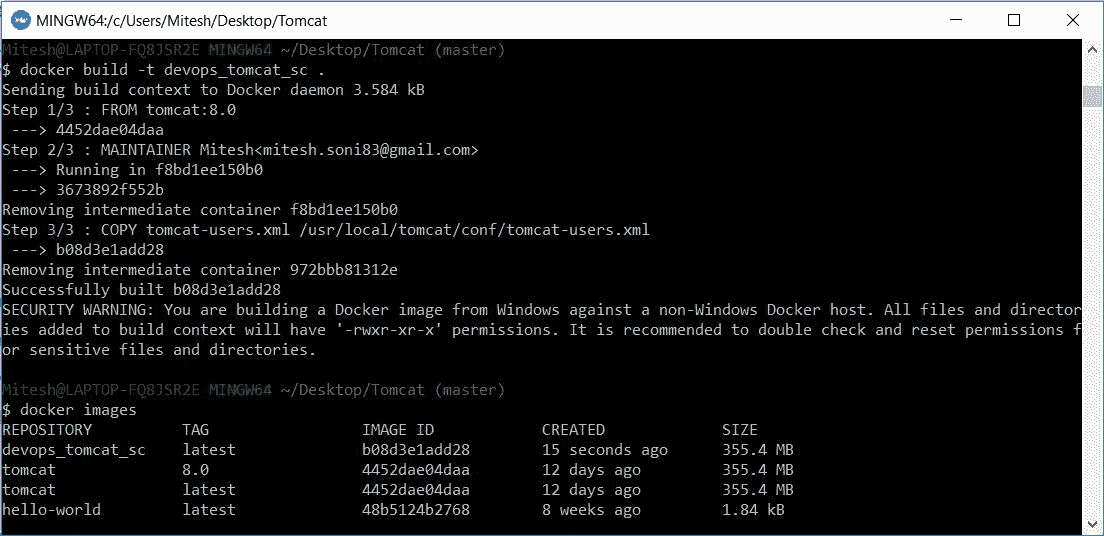 MINGW64:/c/Users/Mitesh/Desktop/Tomcat
Mitesh@LAPTOP-FQ8JSR2E MINGW64 ~/Desktop/Tomcat (master)
$ docker build -t devops_tomcat_sc .
Sending build context to Docker daemon 3.584 kB
Step 1/3 : FROM tomcat:8.0
 ---> 4452dae04daa
Step 2/3 : MAINTAINER Mitesh<mitesh.soni83@gmail.com>
 ---> Running in f8bd1ee150b0
 ---> 3673892f552b
Removing intermediate container f8bd1ee150b0
Step 3/3 : COPY tomcat-users.xml /usr/local/tomcat/conf/tomcat-users.xml
 ---> b08d3e1add28
Removing intermediate container 972bbb81312e
Successfully built b08d3e1add28
SECURITY WARNING: You are building a Docker image from Windows against a non-Windows Docker host. All files and director
ies added to build context will have '-rwxr-xr-x' permissions. It is recommended to double check and reset permissions f
or sensitive files and directories.
Mitesh@LAPTOP-FQ8JSR2E MINGW64 ~/Desktop/Tomcat (master)
$ docker images
REPOSITORY TAG IMAGE ID CREATED SIZE
devops_tomcat_sc latest b08d3e1add28 15 seconds ago 355.4 MB
tomcat 8.0 4452dae04daa 12 days ago 355.4 MB
tomcat latest 4452dae04daa 12 days ago 355.4 MB
hello-world latest 48b5124b2768 8 weeks ago 1.84 kB